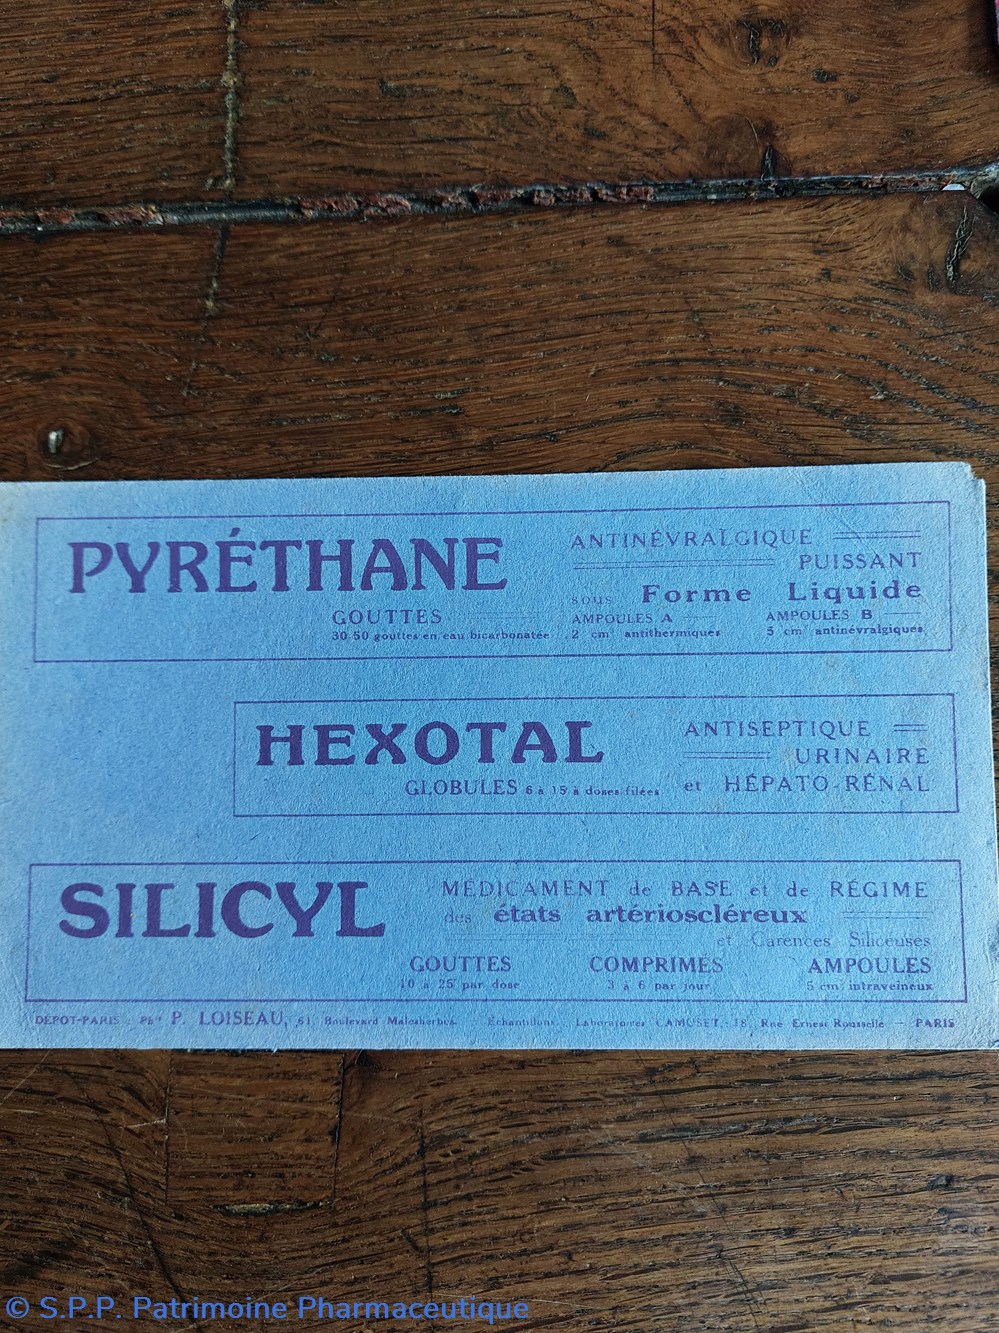 PYRÉTHANE
ANTINÉVRALGIQUE
PUISSANT
sous Forme Liquide
GOUTTES
30-50 gouttes en eau bicarbonatée
AMPOULES A
2 cm³ antithermiques
AMPOULES B
5 cm³ antinévralgiques
HEXOTAL
ANTISEPTIQUE
URINAIRE
et HÉPATO-RÉNAL
GLOBULES 6 à 15 à doses filées
SILICYL
MÉDICAMENT de BASE et de RÉGIME
des états artérioscléreux
et Carences Siliceuses
GOUTTES
10 à 25 par dose
COMPRIMÉS
3 à 6 par jour
AMPOULES
5 cm³ intraveineux
DÉPOT-PARIS : P. LOISEAU, 61, Boulevard Malesherbes. Échantillons. Laboratoires CAMUSET, 18, Rue Ernest Rousselle — PARIS
© S.P.P. Patrimoine Pharmaceutique